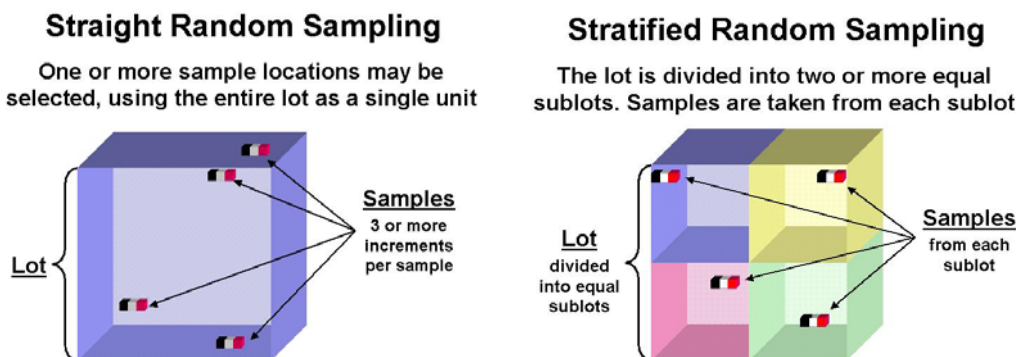 Straight Random Sampling
One or more sample locations may be
selected, using the entire lot as a single unit
Lot
Samples
3 or more
increments
per sample
Stratified Random Sampling
The lot is divided into two or more equal
sublots. Samples are taken from each sublot
Lot
divided
into equal
sublots
Samples
from each
sublot